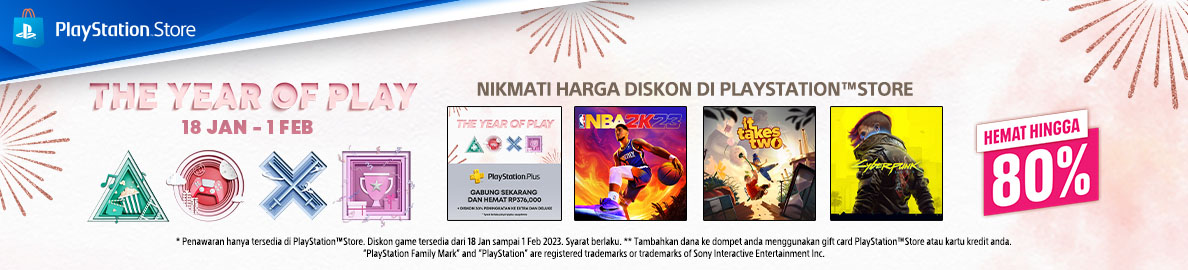 PlayStation Store
THE YEAR OF PLAY
18 JAN - 1 FEB
NIKMATI HARGA DISKON DI PLAYSTATION™STORE
THE YEAR OF PLAY
PlayStation.Plus
GABUNG SEKARANG
DAN HEMAT RP376,000
NBA2K23
it takes two
CYBERPUNK
HEMAT HINGGA
80%
* Penawaran hanya tersedia di PlayStation™Store. Diskon game tersedia dari 18 Jan sampai 1 Feb 2023. Syarat berlaku. ** Tambahkan dana ke dompet anda menggunakan gift card PlayStation™Store atau kartu kredit anda.
“PlayStation Family Mark” and “PlayStation” are registered trademarks or trademarks of Sony Interactive Entertainment Inc.